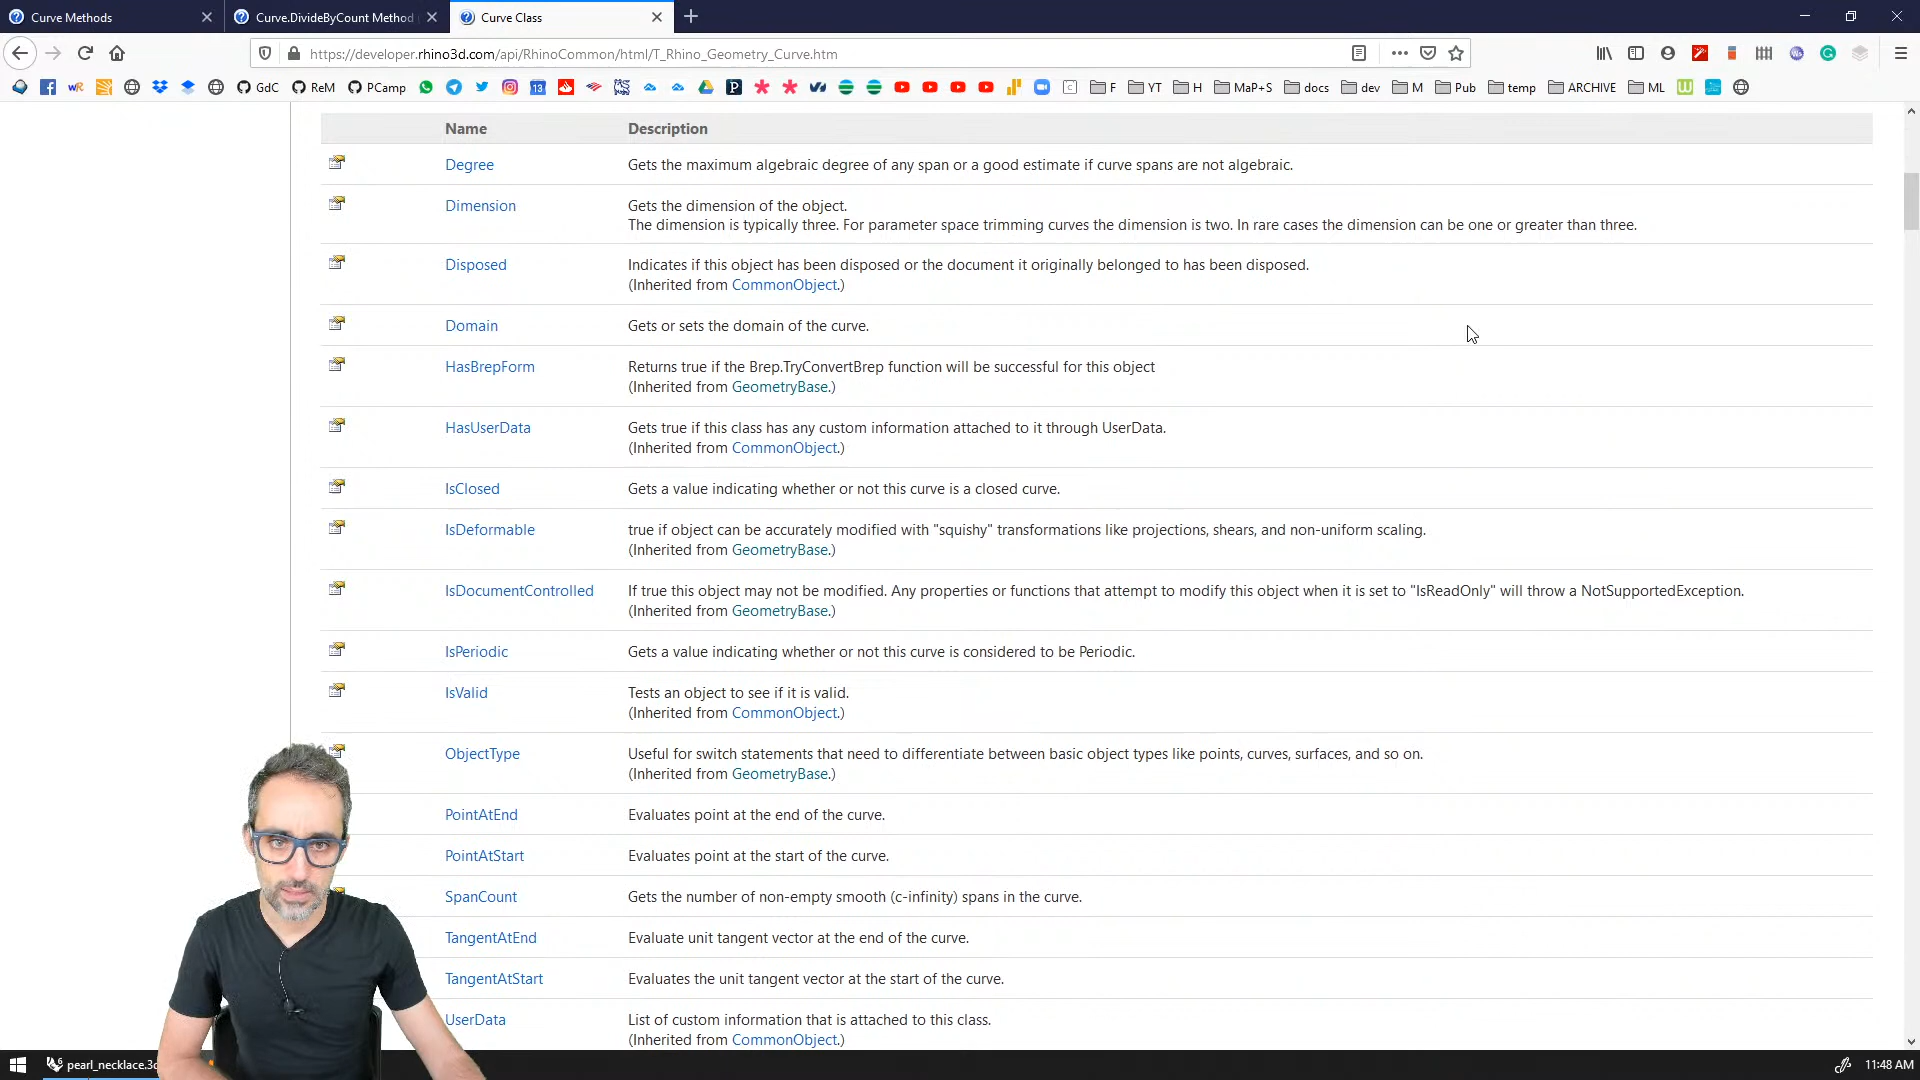 Curve Methods
Curve.DivideByCount Method
Curve Class
https://developer.rhino3d.com/api/RhinoCommon/html/T_Rhino_Geometry_Curve.htm
GdC
ReM
PCamp
F
YT
H
MaP+S
docs
dev
M
Pub
temp
ARCHIVE
ML
Name Description
Degree Gets the maximum algebraic degree of any span or a good estimate if curve spans are not algebraic.
Dimension Gets the dimension of the object.
The dimension is typically three. For parameter space trimming curves the dimension is two. In rare cases the dimension can be one or greater than three.
Disposed Indicates if this object has been disposed or the document it originally belonged to has been disposed.
(Inherited from CommonObject.)
Domain Gets or sets the domain of the curve.
HasBrepForm Returns true if the Brep.TryConvertBrep function will be successful for this object
(Inherited from GeometryBase.)
HasUserData Gets true if this class has any custom information attached to it through UserData.
(Inherited from CommonObject.)
IsClosed Gets a value indicating whether or not this curve is a closed curve.
IsDeformable true if object can be accurately modified with "squishy" transformations like projections, shears, and non-uniform scaling.
(Inherited from GeometryBase.)
IsDocumentControlled If true this object may not be modified. Any properties or functions that attempt to modify this object when it is set to "IsReadOnly" will throw a NotSupportedException.
(Inherited from GeometryBase.)
IsPeriodic Gets a value indicating whether or not this curve is considered to be Periodic.
IsValid Tests an object to see if it is valid.
(Inherited from CommonObject.)
ObjectType Useful for switch statements that need to differentiate between basic object types like points, curves, surfaces, and so on.
(Inherited from GeometryBase.)
PointAtEnd Evaluates point at the end of the curve.
PointAtStart Evaluates point at the start of the curve.
SpanCount Gets the number of non-empty smooth (c-infinity) spans in the curve.
TangentAtEnd Evaluate unit tangent vector at the end of the curve.
TangentAtStart Evaluates the unit tangent vector at the start of the curve.
UserData List of custom information that is attached to this class.
(Inherited from CommonObject.)
pearl_necklace.3d
11:48 AM